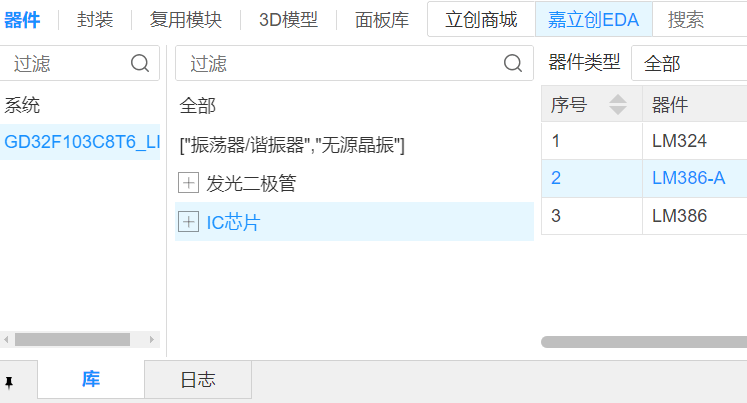 器件 封装 复用模块 3D模型 面板库 立创商城 嘉立创EDA 搜索
过滤 过滤 器件类型 全部
系统 全部 序号 器件
GD32F103C8T6_LI ["振荡器/谐振器","无源晶振"] 1 LM324
发光二极管 2 LM386-A
IC芯片 3 LM386
库 日志